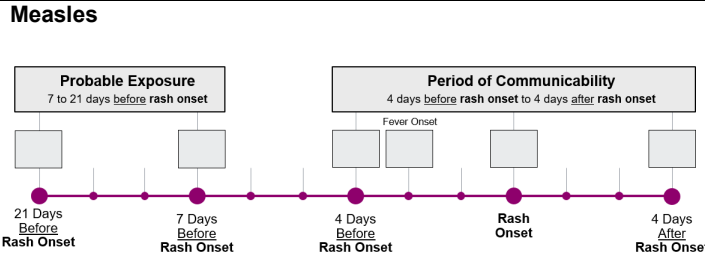 Measles
Probable Exposure
7 to 21 days before rash onset
Period of Communicability
4 days before rash onset to 4 days after rash onset
Fever Onset
21 Days
Before
Rash Onset
7 Days
Before
Rash Onset
4 Days
Before
Rash Onset
Rash
Onset
4 Days
After
Rash Onset